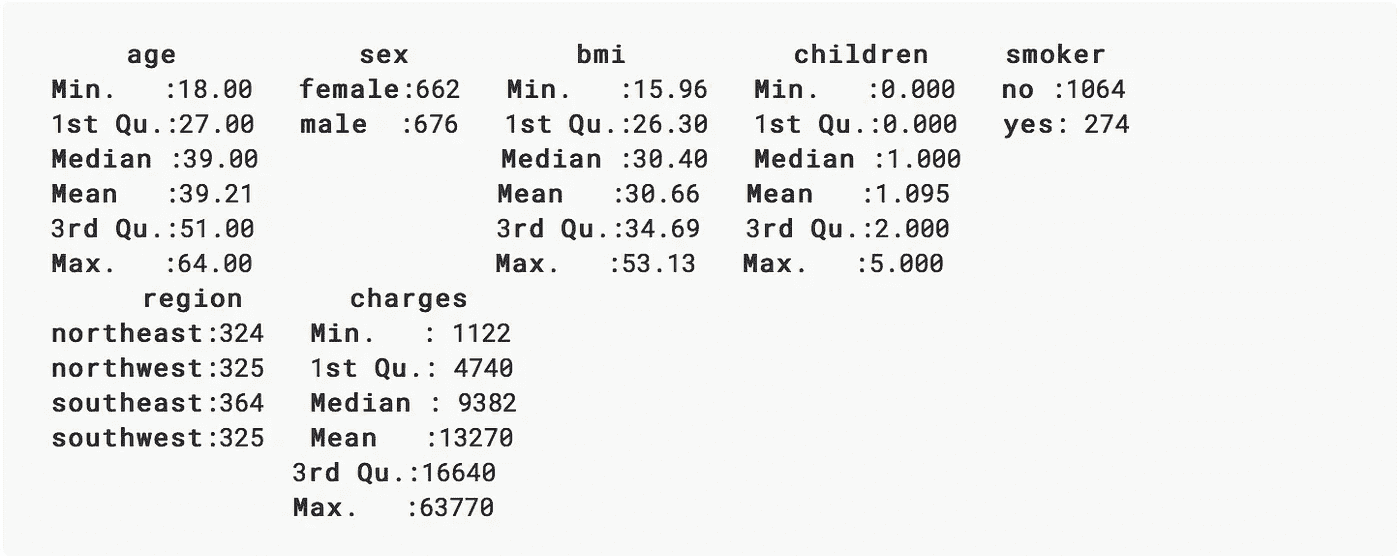 age sex bmi children smoker
Min. :18.00 female:662 Min. :15.96 Min. :0.000 no :1064
1st Qu.:27.00 male :676 1st Qu.:26.30 1st Qu.:0.000 yes: 274
Median :39.00 Median :30.40 Median :1.000
Mean :39.21 Mean :30.66 Mean :1.095
3rd Qu.:51.00 3rd Qu.:34.69 3rd Qu.:2.000
Max. :64.00 Max. :53.13 Max. :5.000
region charges
northeast:324 Min. : 1122
northwest:325 1st Qu.: 4740
southeast:364 Median : 9382
southwest:325 Mean :13270
3rd Qu.:16640
Max. :63770